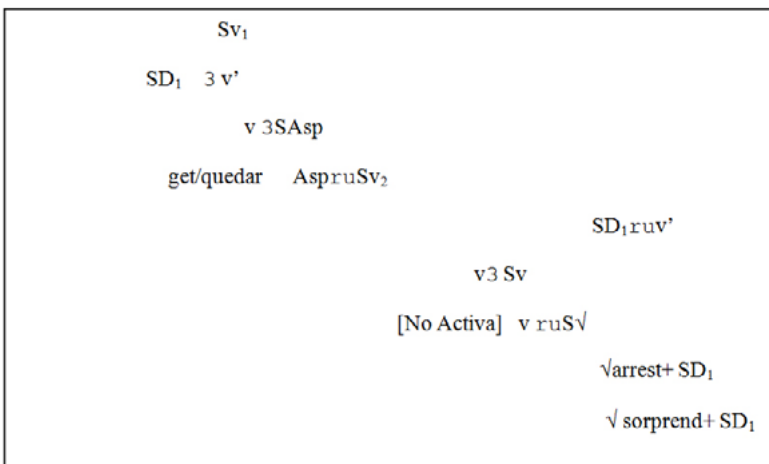 Sv₁
SD₁ 3 v’
v 3SAsp
get/quedar AspruSv₂
SD₁ruv’
v3 Sv
[No Activa] v ruS√
√arrest+ SD₁
√ sorprend+ SD₁